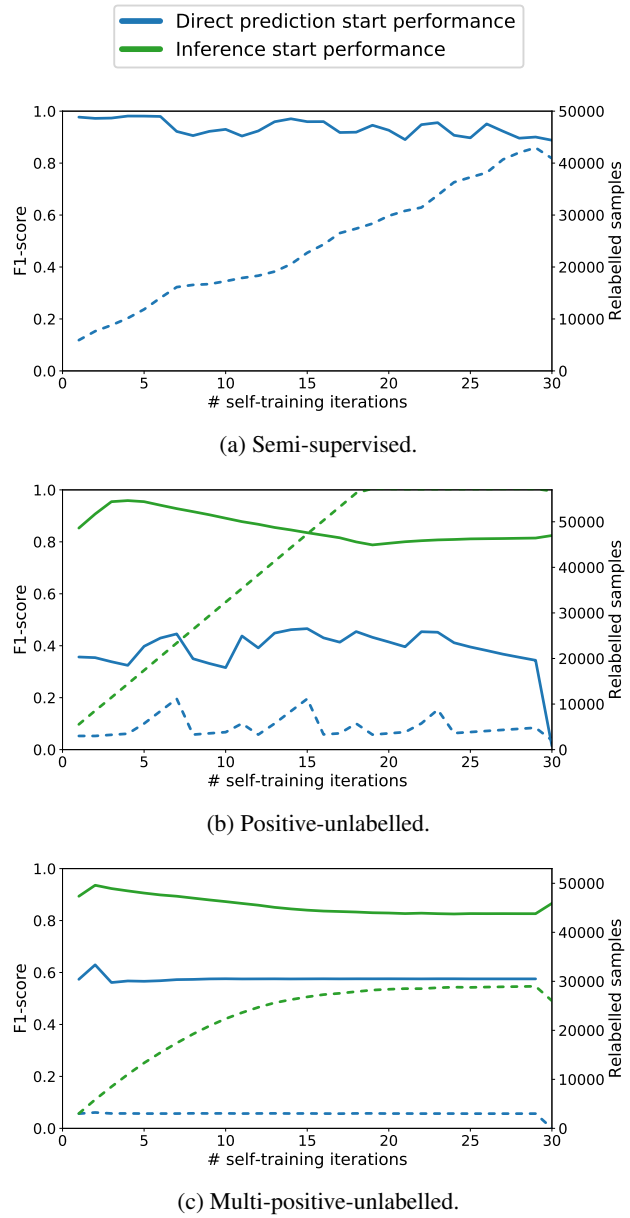 Direct prediction start performance
Inference start performance
1.0
0.8
0.6
0.4
0.2
0.0
F1-score
50000
40000
30000
20000
10000
0
Relabelled samples
0 5 10 15 20 25 30
# self-training iterations
(a) Semi-supervised.
1.0
0.8
0.6
0.4
0.2
0.0
F1-score
50000
40000
30000
20000
10000
0
Relabelled samples
0 5 10 15 20 25 30
# self-training iterations
(b) Positive-unlabelled.
1.0
0.8
0.6
0.4
0.2
0.0
F1-score
50000
40000
30000
20000
10000
0
Relabelled samples
0 5 10 15 20 25 30
# self-training iterations
(c) Multi-positive-unlabelled.